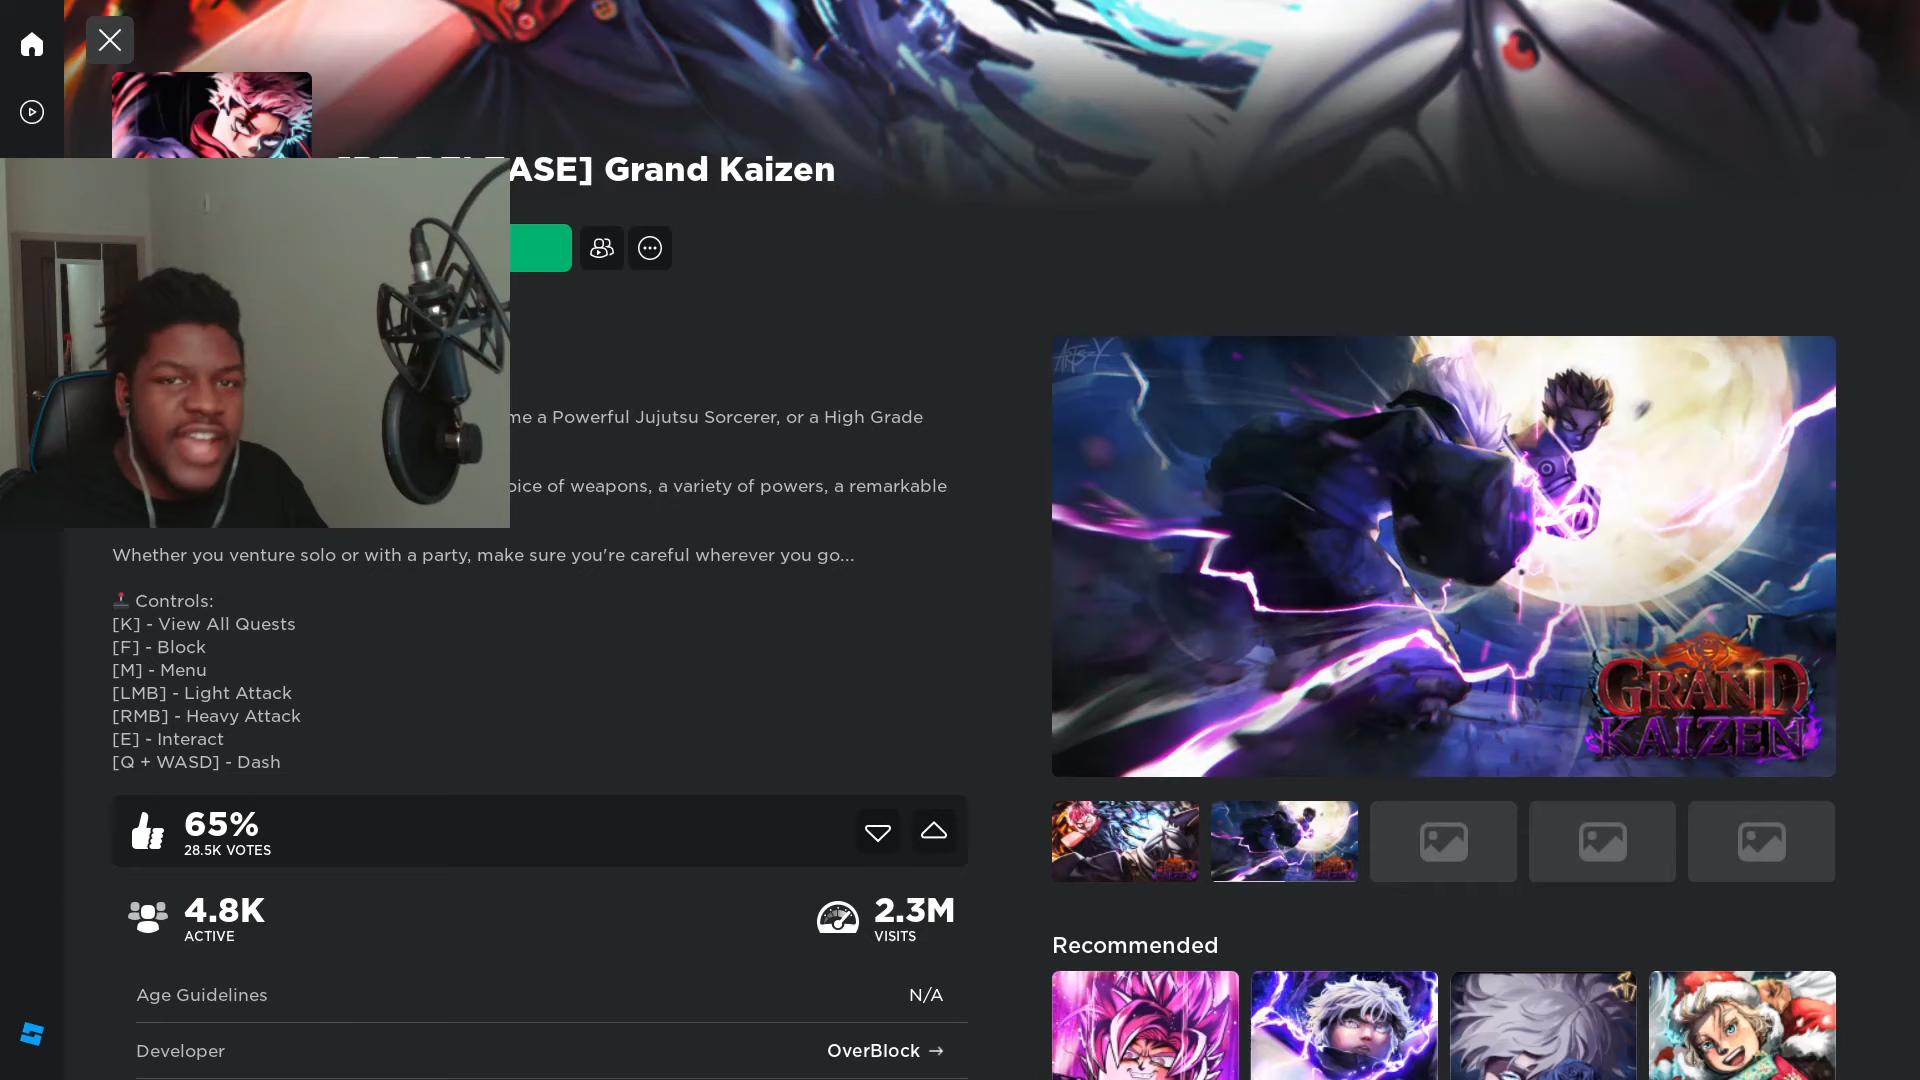 ASE] Grand Kaizen
me a Powerful Jujutsu Sorcerer, or a High Grade
oice of weapons, a variety of powers, a remarkable
Whether you venture solo or with a party, make sure you're careful wherever you go...
Controls:
[K] - View All Quests
[F] - Block
[M] - Menu
[LMB] - Light Attack
[RMB] - Heavy Attack
[E] - Interact
[Q + WASD] - Dash
65%
28.5K VOTES
4.8K
ACTIVE
2.3M
VISITS
Age Guidelines N/A
Developer OverBlock →
GRAND
KAIZEN
Recommended